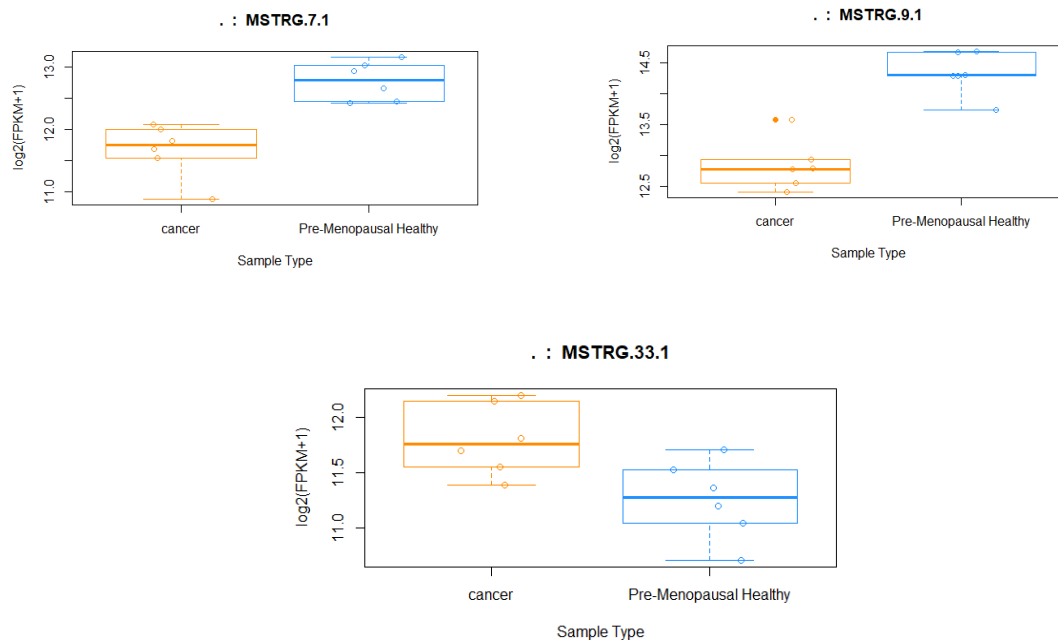 . : MSTRG.7.1
log2(FPKM+1)
13.0
12.0
11.0
cancer
Pre-Menopausal Healthy
Sample Type
. : MSTRG.9.1
log2(FPKM+1)
14.5
13.5
12.5
cancer
Pre-Menopausal Healthy
Sample Type
. : MSTRG.33.1
log2(FPKM+1)
12.0
11.5
11.0
cancer
Pre-Menopausal Healthy
Sample Type